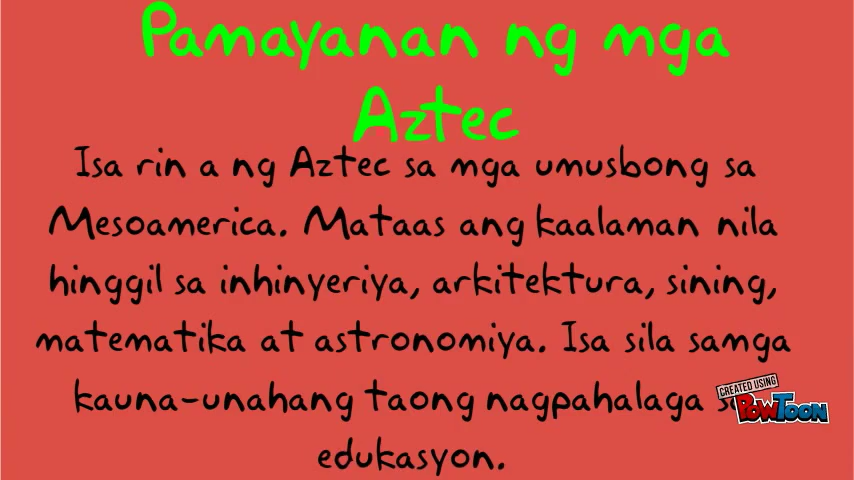 Pamayanan ng mga
Aztec
Isa rin a ng Aztec sa mga umusbong sa
Mesoamerica. Mataas ang kaalaman nila
hinggil sa inhinyeriya, arkitektura, sining,
matematika at astronomiya. Isa sila samga
kauna-unahang taong nagpahalaga sa
edukasyon.
CREATED USING
POWTOON